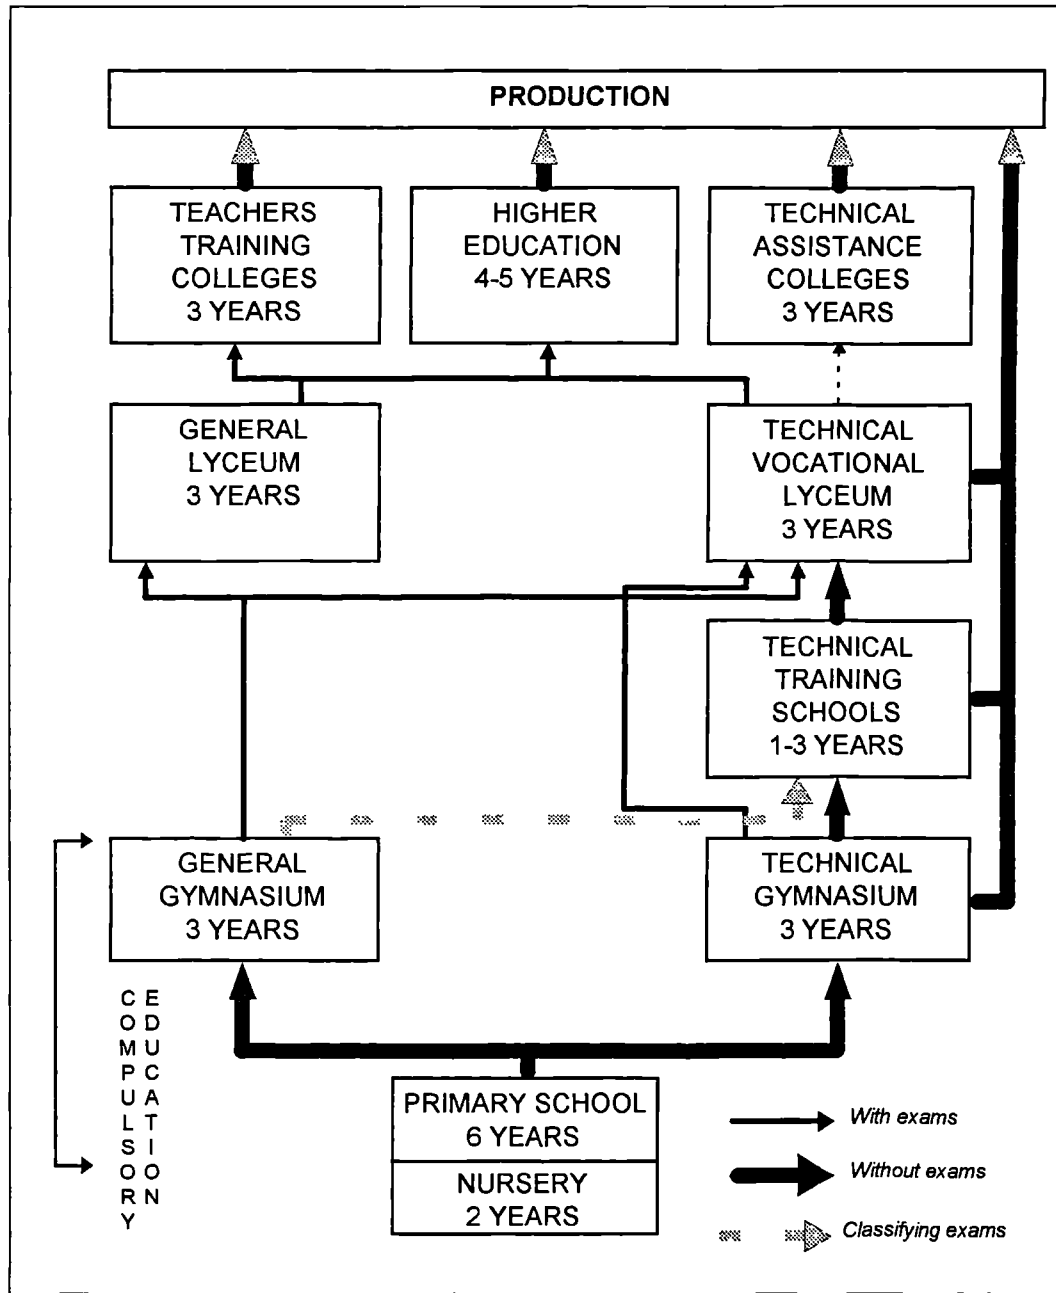 PRODUCTION
TEACHERS
TRAINING
COLLEGES
3 YEARS
HIGHER
EDUCATION
4-5 YEARS
TECHNICAL
ASSISTANCE
COLLEGES
3 YEARS
GENERAL
LYCEUM
3 YEARS
TECHNICAL
VOCATIONAL
LYCEUM
3 YEARS
TECHNICAL
TRAINING
SCHOOLS
1-3 YEARS
GENERAL
GYMNASIUM
3 YEARS
TECHNICAL
GYMNASIUM
3 YEARS
COMPULSORY
EDUCATION
PRIMARY SCHOOL
6 YEARS
NURSERY
2 YEARS
With exams
Without exams
Classifying exams